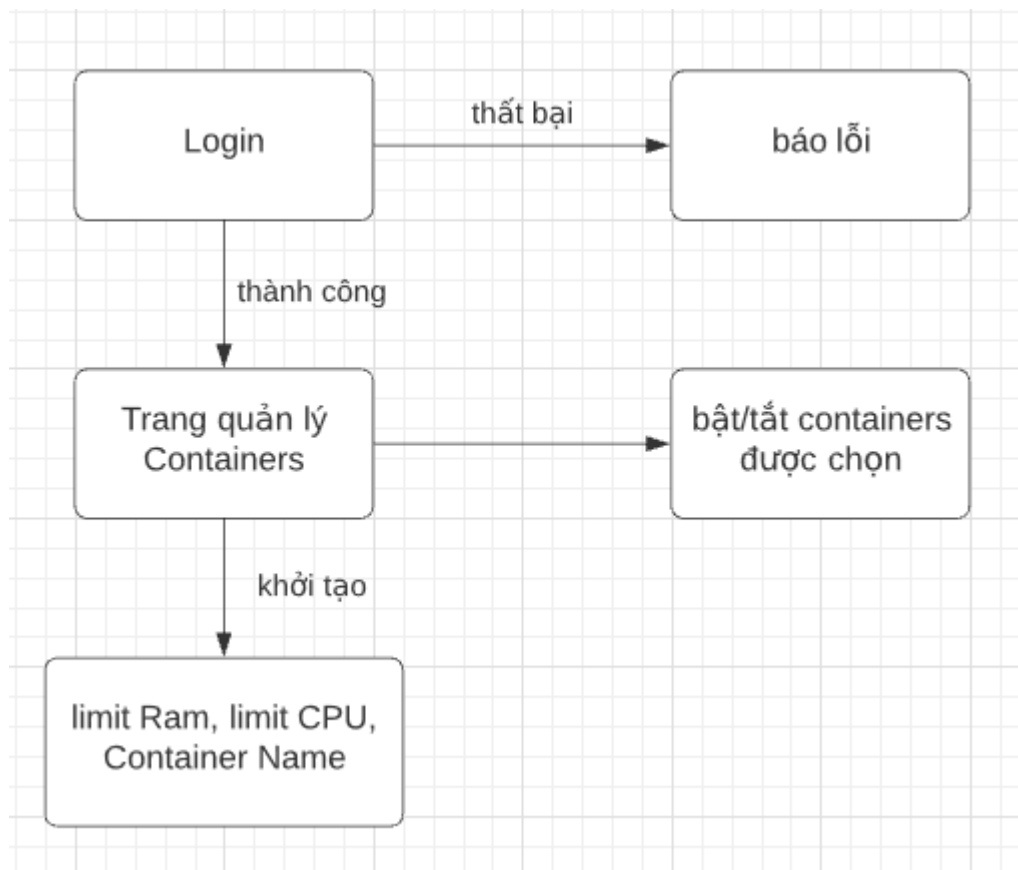 Login
thất bại
báo lỗi
thành công
Trang quản lý
Containers
bật/tắt containers
được chọn
khởi tạo
limit Ram, limit CPU,
Container Name